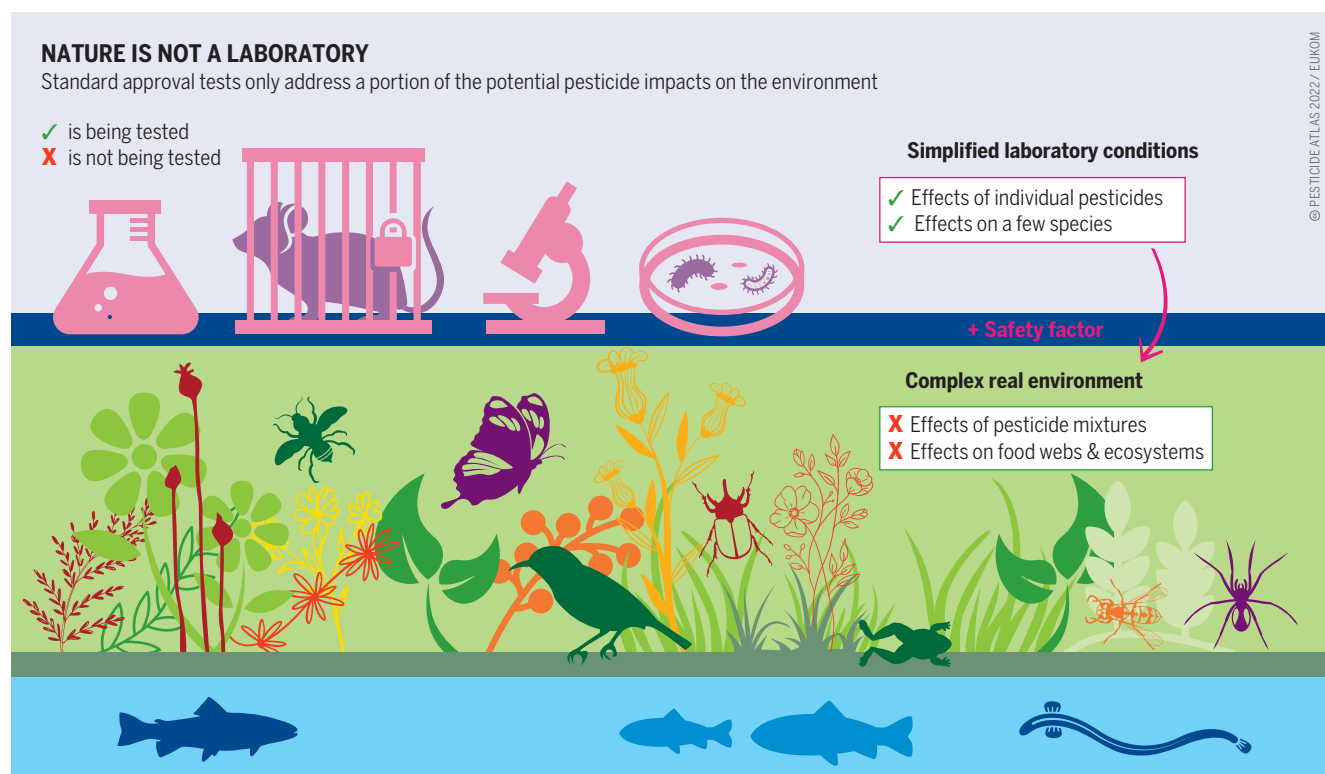 NATURE IS NOT A LABORATORY
Standard approval tests only address a portion of the potential pesticide impacts on the environment
✓ is being tested
X is not being tested
Simplified laboratory conditions
✓ Effects of individual pesticides
✓ Effects on a few species
+ Safety factor
Complex real environment
X Effects of pesticide mixtures
X Effects on food webs & ecosystems
PESTICIDE ATLAS 2022 / EUKOM